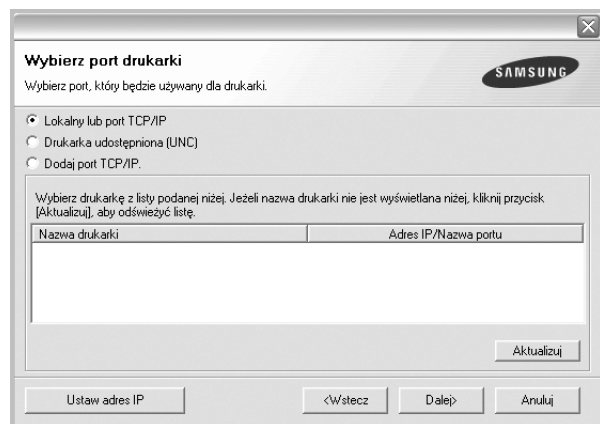 Wybierz port drukarki
Wybierz port, który będzie używany dla drukarki.
SAMSUNG
Lokalny lub port TCP/IP
Drukarka udostępniona (UNC)
Dodaj port TCP/IP.
Wybierz drukarkę z listy podanej niżej. Jeżeli nazwa drukarki nie jest wyświetlana niżej, kliknij przycisk
[Aktualizuj], aby odświeżyć listę.
Nazwa drukarki Adres IP/Nazwa portu
Aktualizuj
Ustaw adres IP <Wstecz Dalej> Anuluj